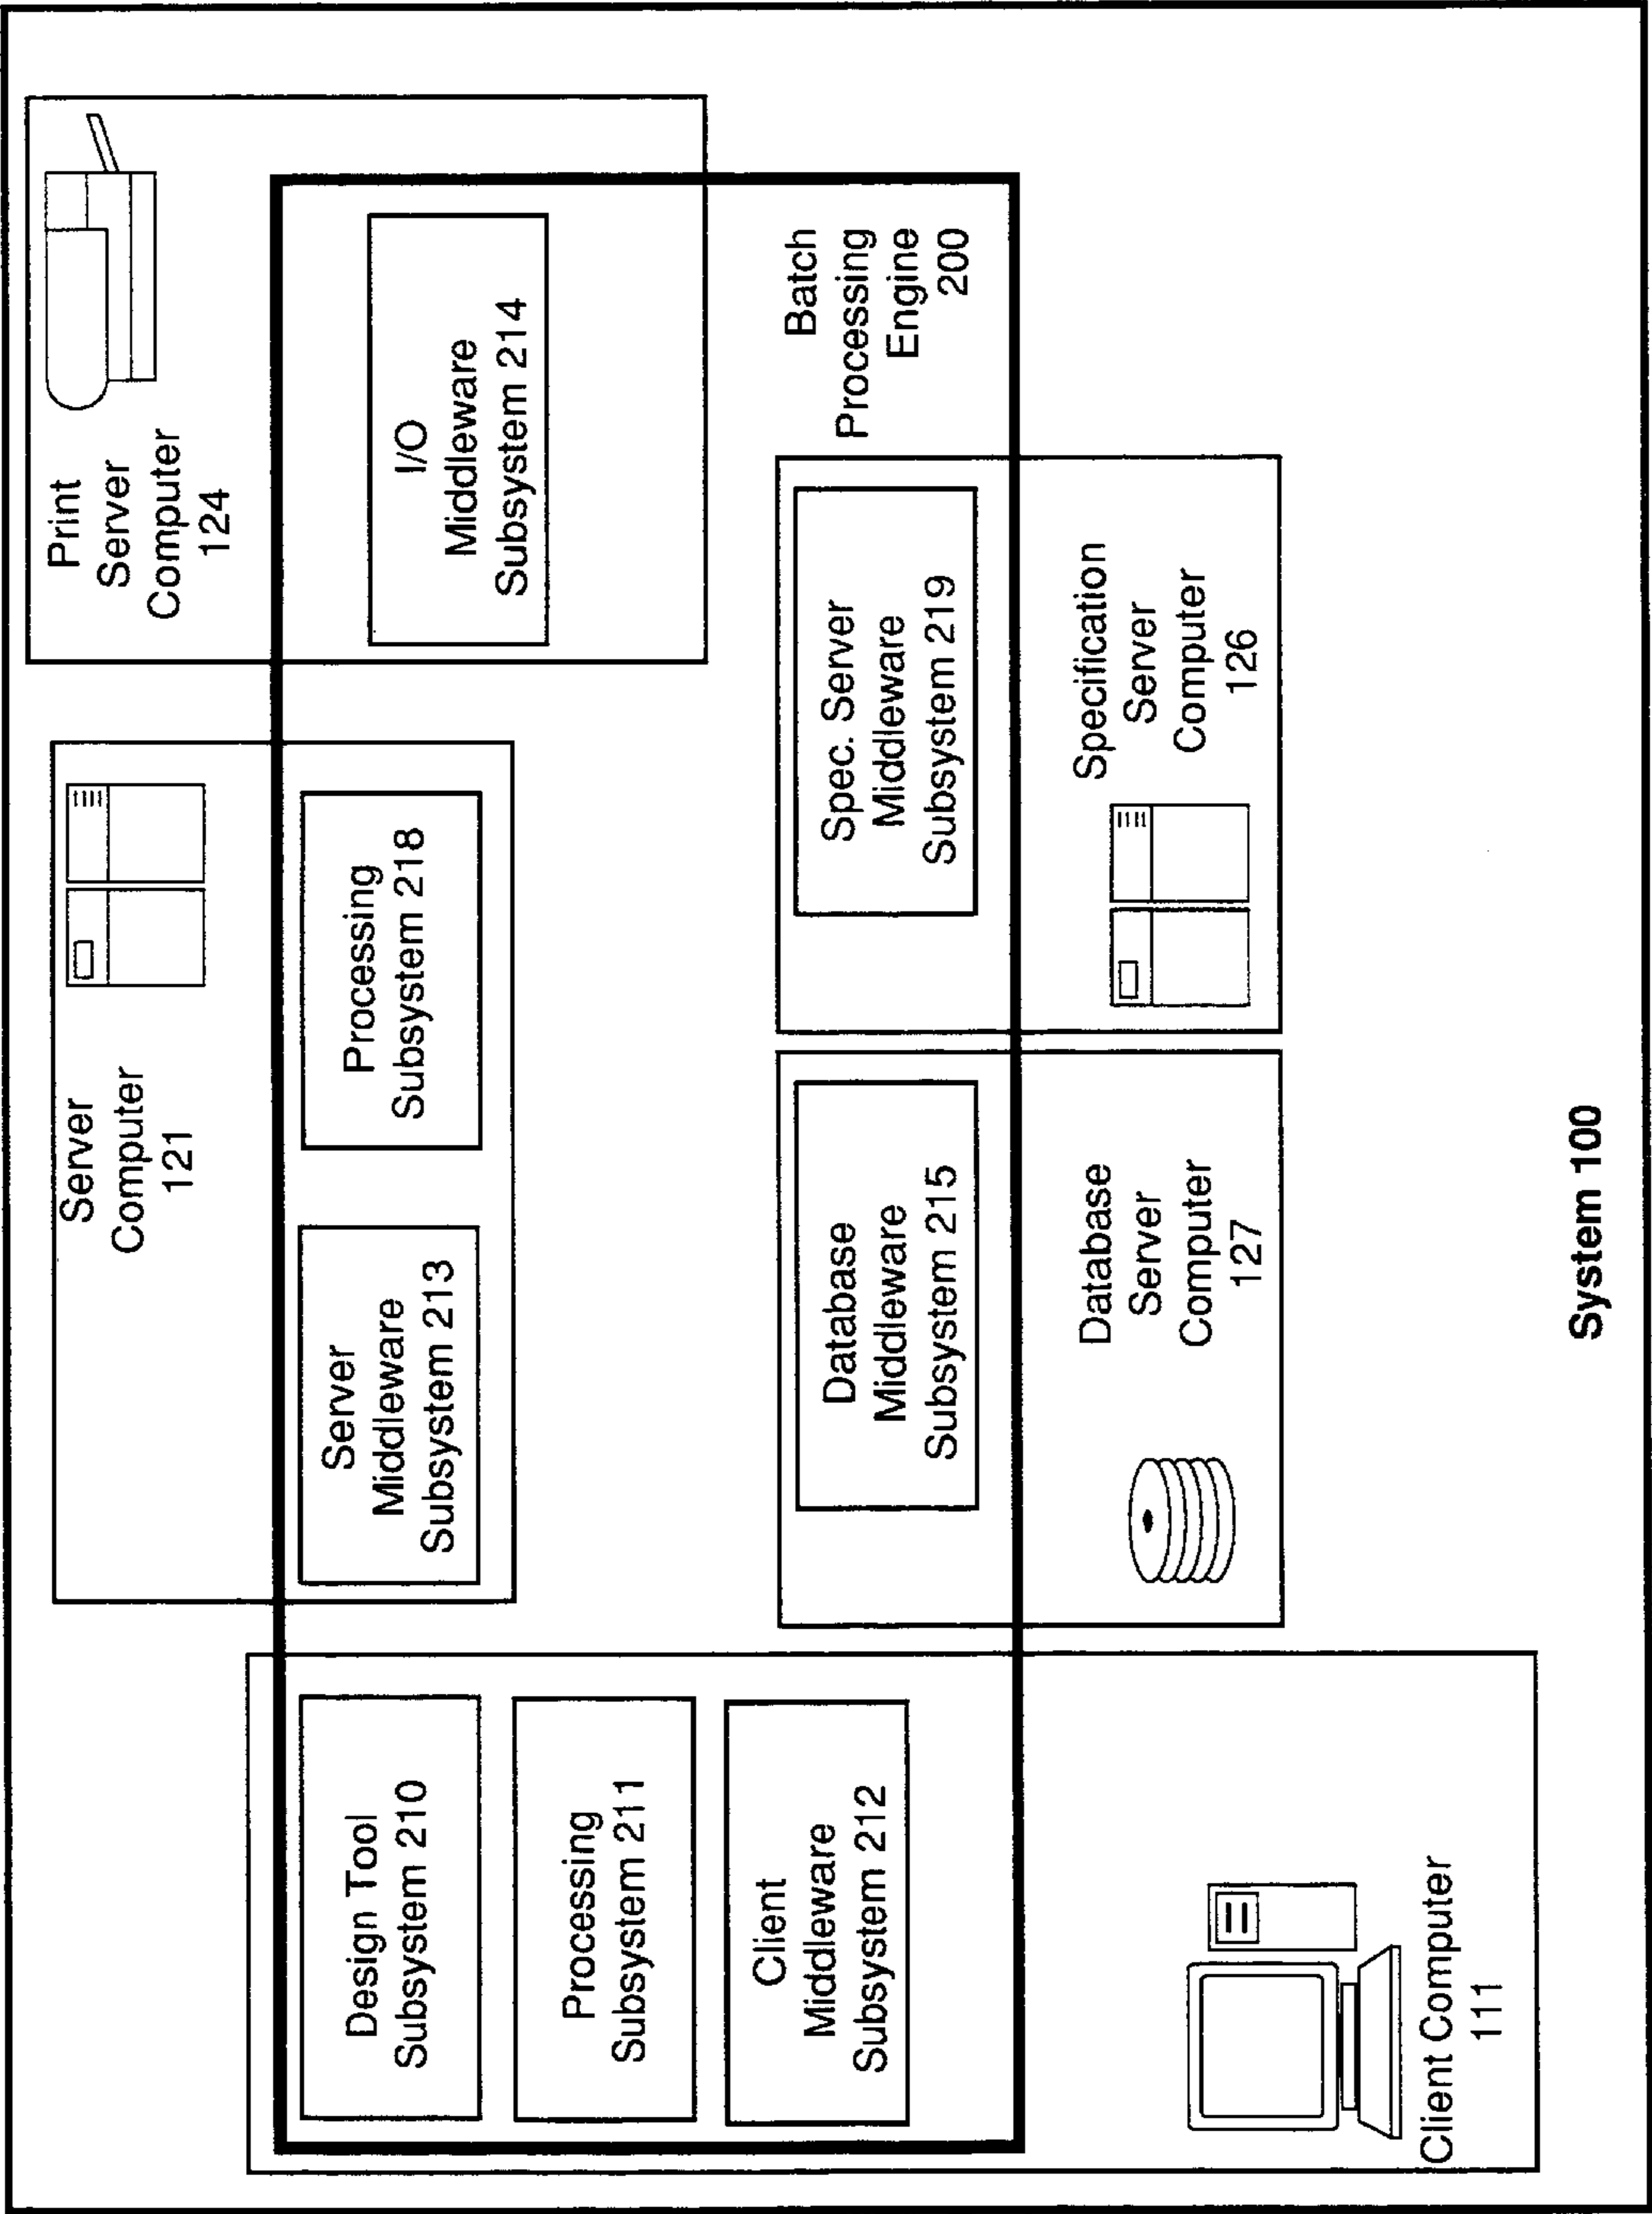 Server
Computer
121
Print
Server
Computer
124
Design Tool
Subsystem 210
Processing
Subsystem 211
Client
Middleware
Subsystem 212
Server
Middleware
Subsystem 213
Processing
Subsystem 218
I/O
Middleware
Subsystem 214
Database
Middleware
Subsystem 215
Spec. Server
Middleware
Subsystem 219
Batch
Processing
Engine
200
Database
Server
Computer
127
Specification
Server
Computer
126
Client Computer
111
System 100